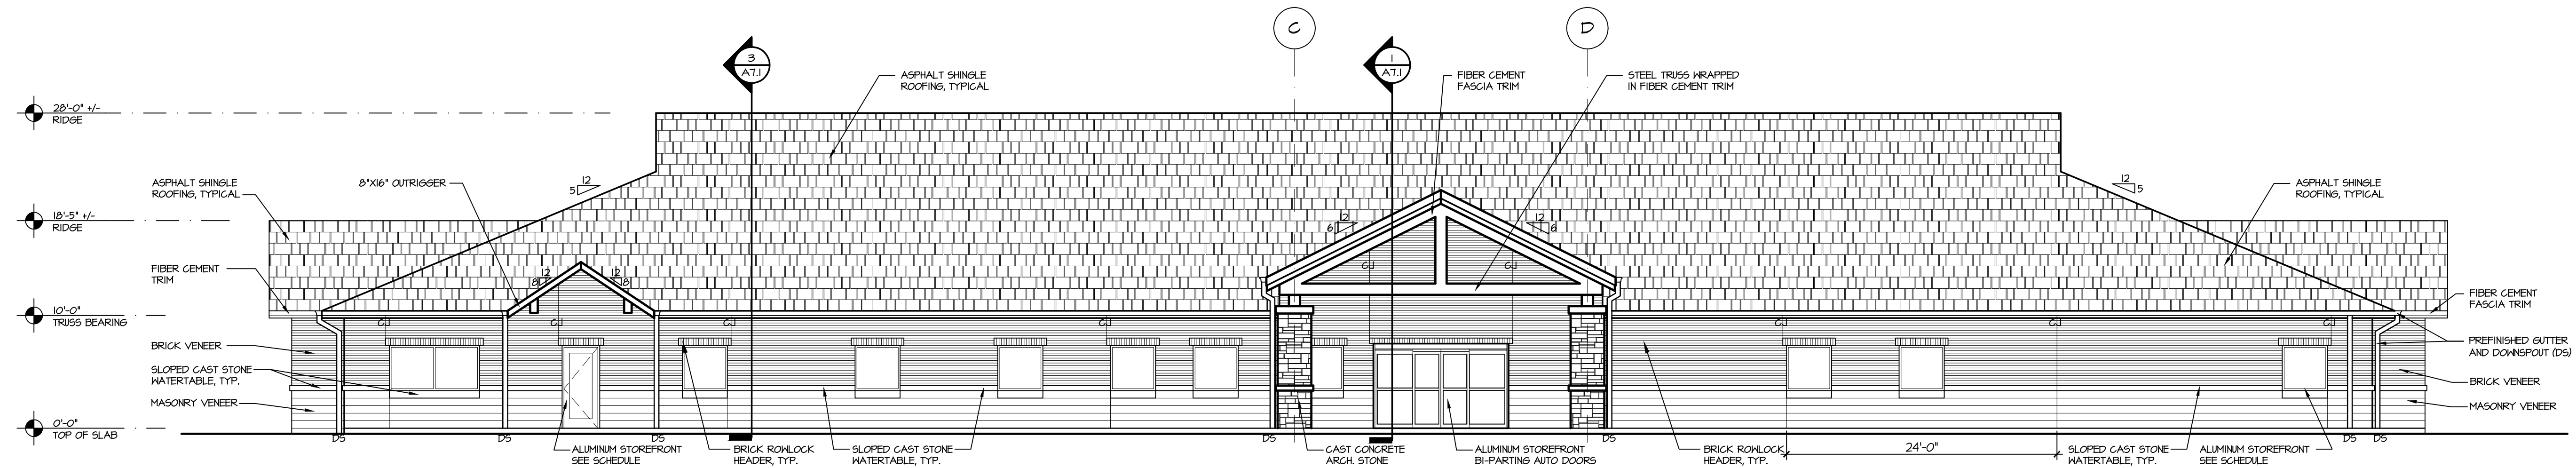 C
D
3
A7.1
1
A7.1
ASPHALT SHINGLE
ROOFING, TYPICAL
FIBER CEMENT
FASCIA TRIM
STEEL TRUSS WRAPPED
IN FIBER CEMENT TRIM
28'-0" +/-
RIDGE
ASPHALT SHINGLE
ROOFING, TYPICAL
8"X16" OUTRIGGER
12
5
12
5
ASPHALT SHINGLE
ROOFING, TYPICAL
18'-5" +/-
RIDGE
12
6
12
6
FIBER CEMENT
TRIM
12
8
12
8
CJ
CJ
FIBER CEMENT
FASCIA TRIM
10'-0"
TRUSS BEARING
CJ
CJ
CJ
CJ
CJ
CJ
CJ
BRICK VENEER
PREFINISHED GUTTER
AND DOWNSPOUT (DS)
SLOPED CAST STONE
WATERTABLE, TYP.
BRICK VENEER
MASONRY VENEER
MASONRY VENEER
0'-0"
TOP OF SLAB
DS
DS
DS
DS
DS
DS
DS
ALUMINUM STOREFRONT
SEE SCHEDULE
BRICK ROWLOCK
HEADER, TYP.
SLOPED CAST STONE
WATERTABLE, TYP.
CAST CONCRETE
ARCH. STONE
ALUMINUM STOREFRONT
BI-PARTING AUTO DOORS
BRICK ROWLOCK
HEADER, TYP.
24'-0"
SLOPED CAST STONE
WATERTABLE, TYP.
ALUMINUM STOREFRONT
SEE SCHEDULE